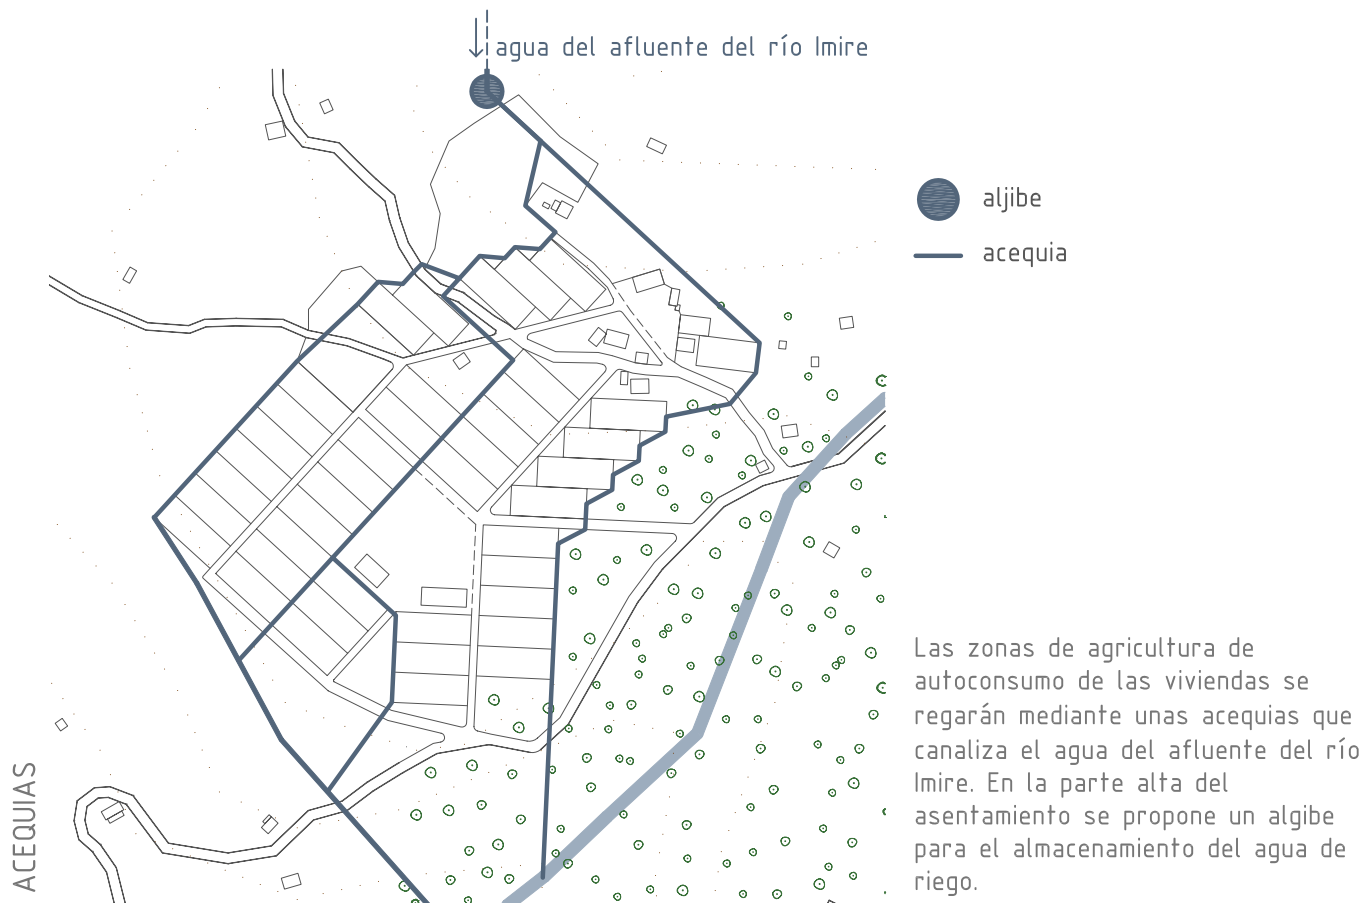 agua del afluente del río Imire
aljibe
acequia
Las zonas de agricultura de
autoconsumo de las viviendas se
regarán mediante unas acequias que
canaliza el agua del afluente del río
Imire. En la parte alta del
asentamiento se propone un algibe
para el almacenamiento del agua de
riego.
ACEQUIAS